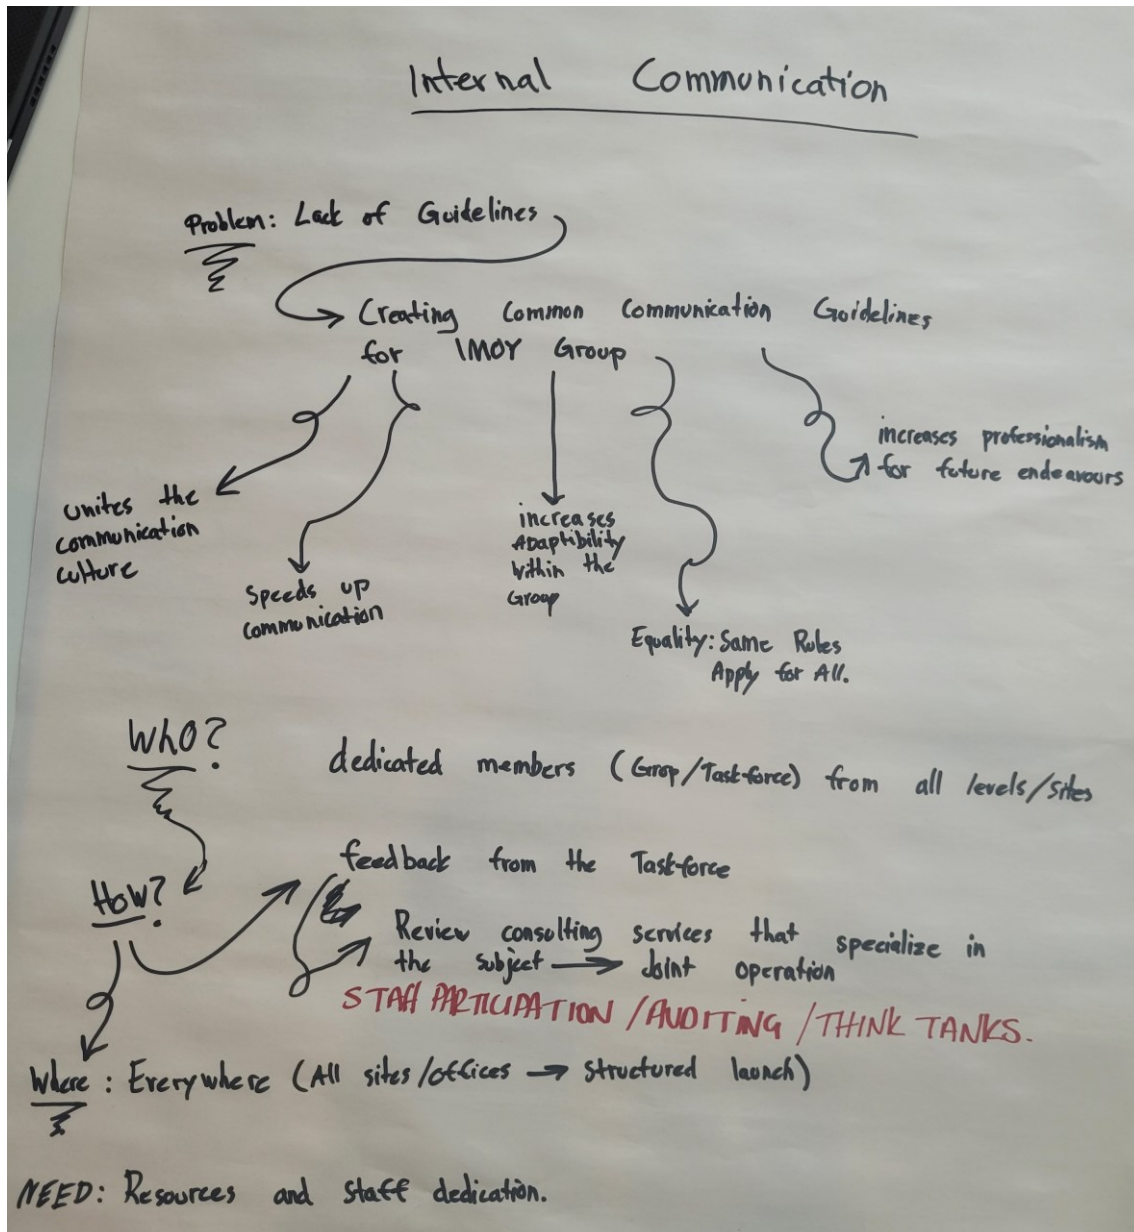 Internal Communication
Problem: Lack of Guidelines
Creating Common Communication Guidelines
for IMOY Group
increases professionalism
for future endeavours
unites the
communication
culture
Speeds up
communication
increases
Adaptibility
within the
Group
Equality: Same Rules
Apply for All.
WHO?
dedicated members (Grop/Task-force) from all levels/sites
HOW?
feedback from the Task-force
Review consulting services that specialize in
the subject → Joint operation
STAFF PARTICIPATION / AUDITING / THINK TANKS.
Where: Everywhere (All sites/offices → structured launch)
NEED: Resources and staff dedication.